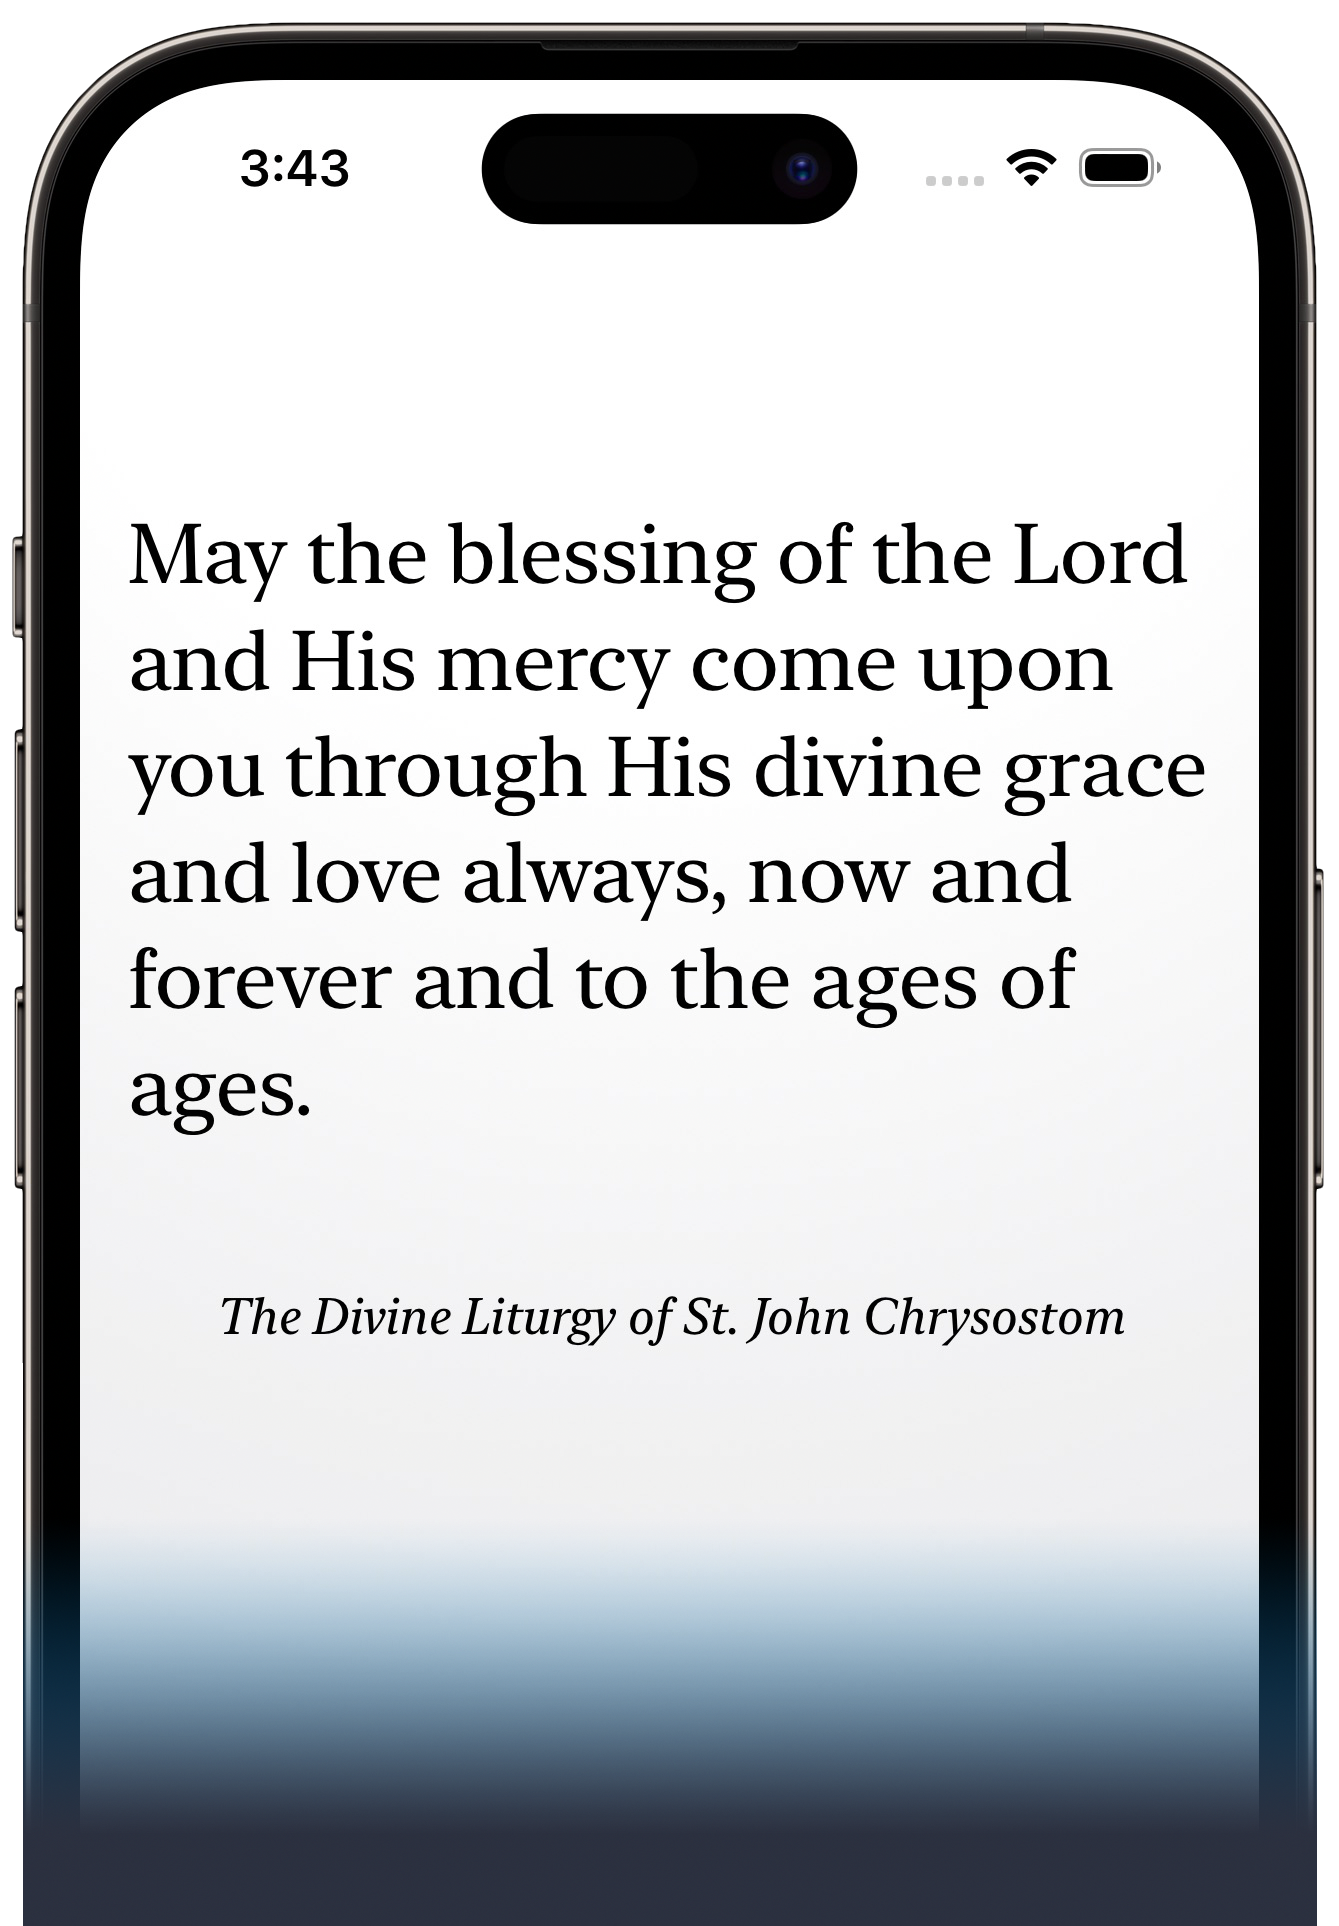 3:43
May the blessing of the Lord
and His mercy come upon
you through His divine grace
and love always, now and
forever and to the ages of
ages.
The Divine Liturgy of St. John Chrysostom